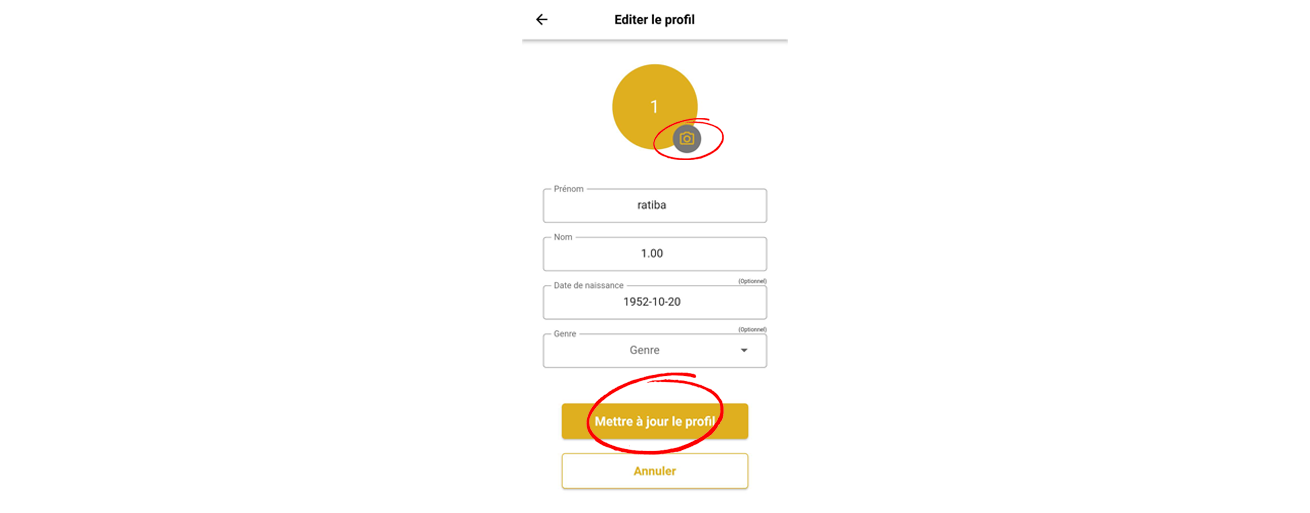 Editer le profil
1
Prénom
ratiba
Nom
1.00
(Optionnel)
Date de naissance
1952-10-20
(Optionnel)
Genre
Genre
Mettre à jour le profil
Annuler